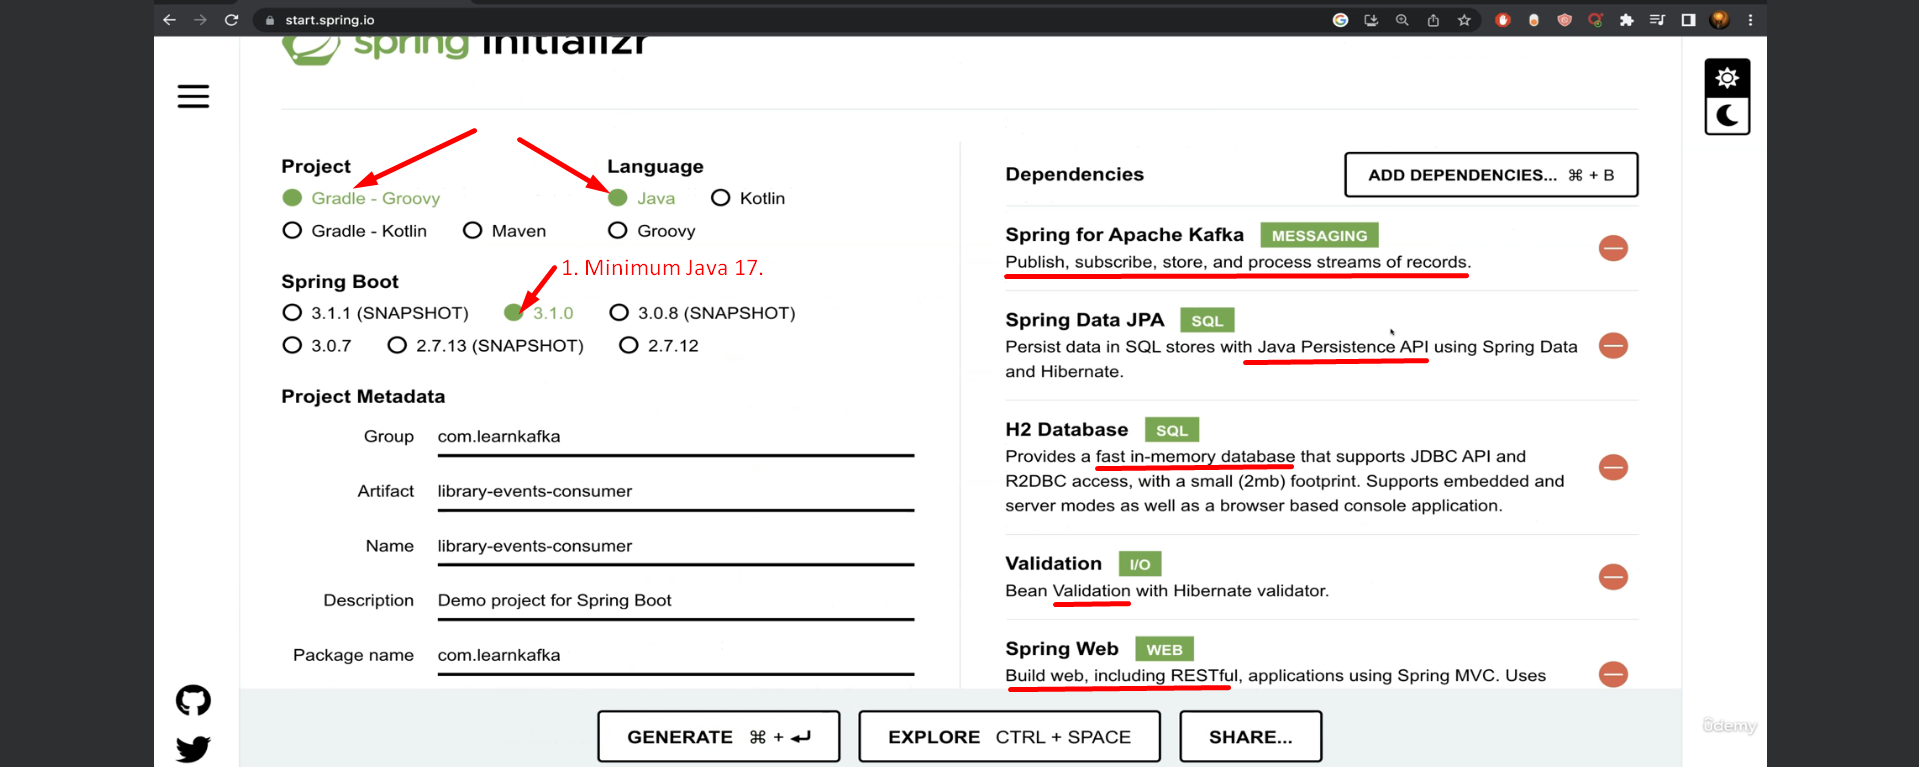 start.spring.io
spring initializr
Project
Gradle - Groovy
Gradle - Kotlin
Maven
Language
Java
Kotlin
Groovy
1. Minimum Java 17.
Spring Boot
3.1.1 (SNAPSHOT)
3.1.0
3.0.8 (SNAPSHOT)
3.0.7
2.7.13 (SNAPSHOT)
2.7.12
Project Metadata
Group com.learnkafka
Artifact library-events-consumer
Name library-events-consumer
Description Demo project for Spring Boot
Package name com.learnkafka
Dependencies
ADD DEPENDENCIES... ⌘ + B
Spring for Apache Kafka MESSAGING
Publish, subscribe, store, and process streams of records.
Spring Data JPA SQL
Persist data in SQL stores with Java Persistence API using Spring Data
and Hibernate.
H2 Database SQL
Provides a fast in-memory database that supports JDBC API and
R2DBC access, with a small (2mb) footprint. Supports embedded and
server modes as well as a browser based console application.
Validation I/O
Bean Validation with Hibernate validator.
Spring Web WEB
Build web, including RESTful, applications using Spring MVC. Uses
GENERATE ⌘ + ↵
EXPLORE CTRL + SPACE
SHARE...
ûdemy